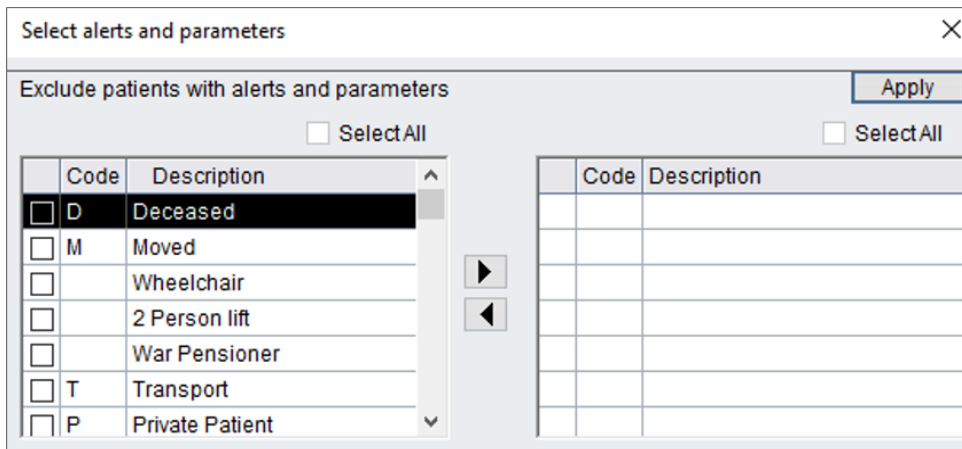 Select alerts and parameters
Exclude patients with alerts and parameters
Apply
Select All
Select All
Code Description
D Deceased
M Moved
Wheelchair
2 Person lift
War Pensioner
T Transport
P Private Patient
Code Description